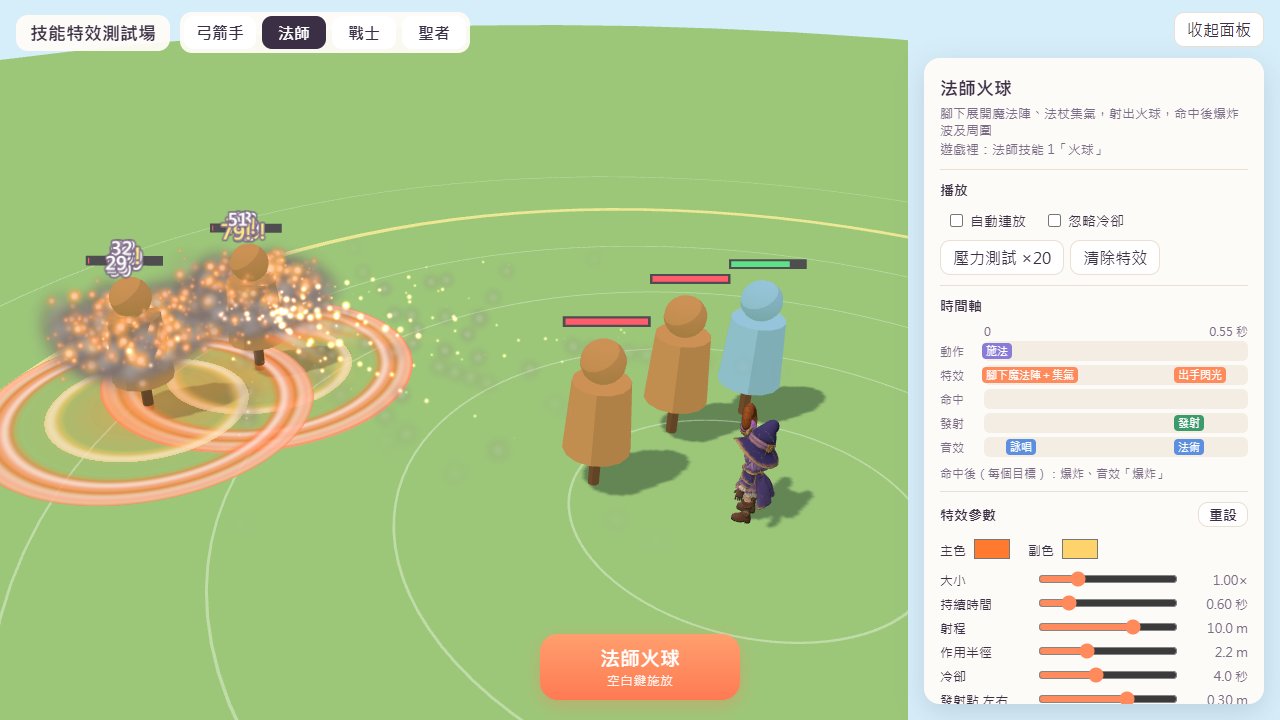 技能特效測試場
弓箭手
法師
戰士
聖者
收起面板
法師火球
腳下展開魔法陣、法杖集氣，射出火球，命中後爆炸
波及周圍
遊戲裡：法師技能 1「火球」
播放
自動連放
忽略冷卻
壓力測試 ×20
清除特效
時間軸
0
0.55 秒
動作
施法
特效
腳下魔法陣＋集氣
出手閃光
命中
發射
發射
音效
詠唱
法術
命中後（每個目標）：爆炸、音效「爆炸」
特效參數
重設
主色
副色
大小
1.00×
持續時間
0.60 秒
射程
10.0 m
作用半徑
2.2 m
冷卻
4.0 秒
發射點 左右
0.30 m
32
29
法師火球
空白鍵施放